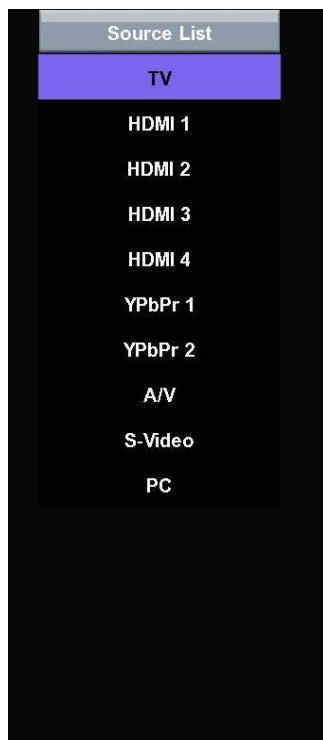 Source List
TV
HDMI 1
HDMI 2
HDMI 3
HDMI 4
YPbPr 1
YPbPr 2
A/V
S-Video
PC